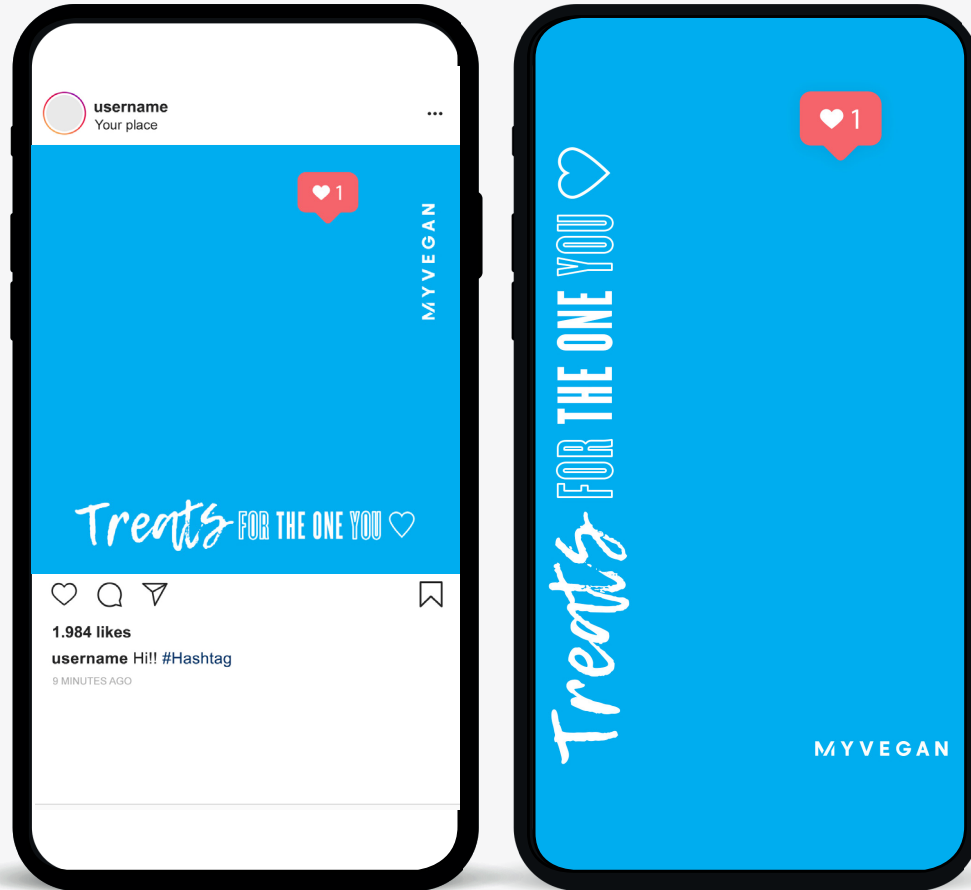 username
Your place
1
MYVEGAN
Treats FOR THE ONE YOU
1.984 likes
username Hi!! #Hashtag
9 MINUTES AGO
1
Treats FOR THE ONE YOU
MYVEGAN